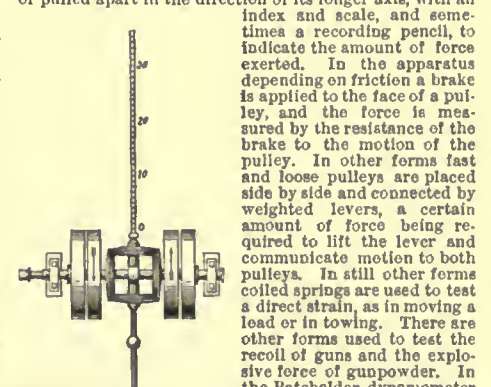 or pulled apart in the direction of its longer axis, with an
index and scale, and some-
times a recording pencil, to
indicate the amount of force
exerted. In the apparatus
depending on friction a brake
is applied to the face of a pul-
ley, and the force is meas-
ured by the resistance of the
brake to the motion of the
pulley. In other forms fast
and loose pulleys are placed
side by side and connected by
weighted levers, a certain
amount of force being re-
quired to lift the lever and
communicate motion to both
pulleys. In still other forms
coiled springs are used to test
a direct strain, as in moving a
load or in towing. There are
other forms used to test the
recoil of guns and the explo-
sive force of gunpowder. In
the Batchelder dynamometer
30
20
10
0